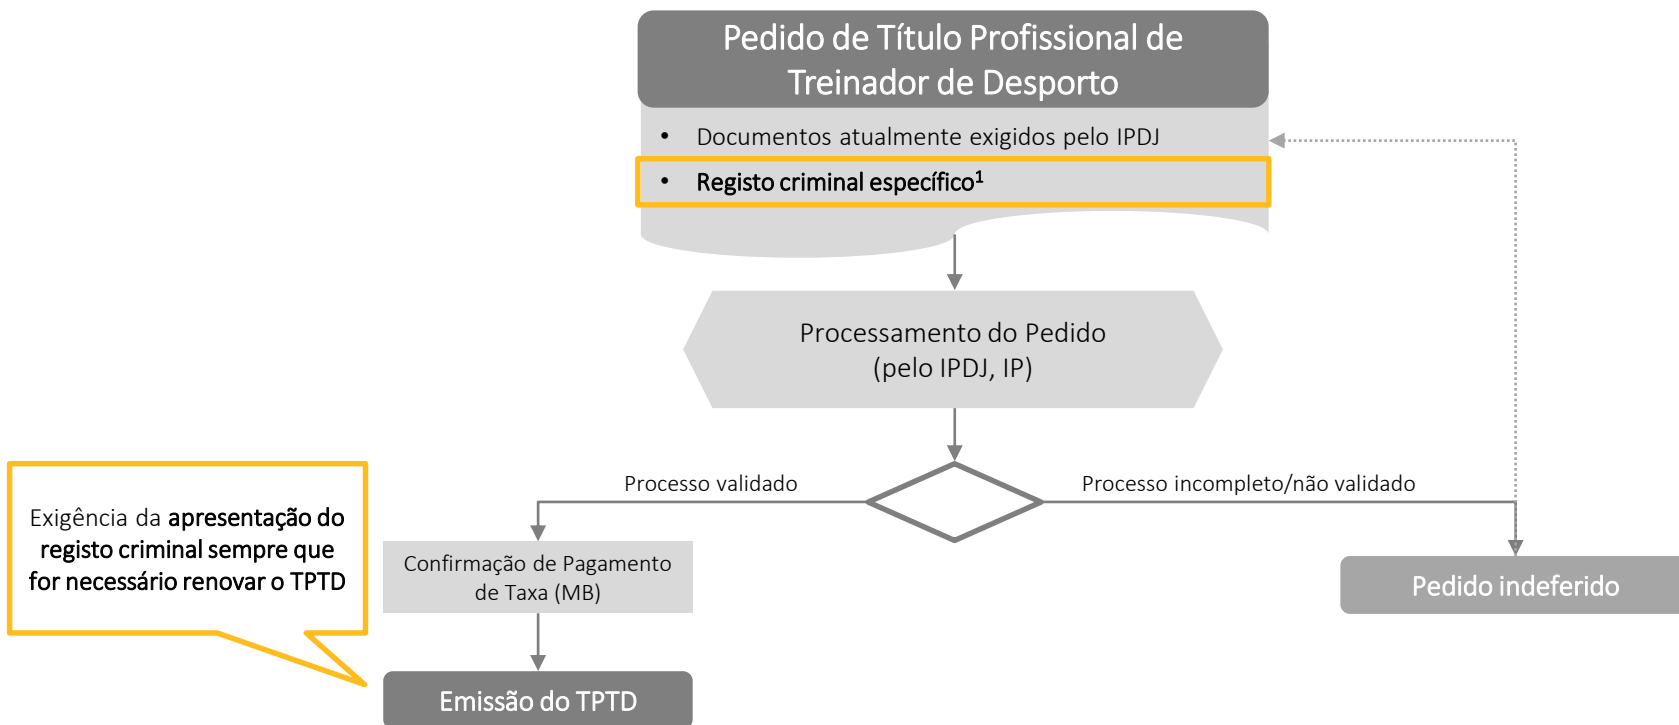 Pedido de Título Profissional de
Treinador de Desporto
• Documentos atualmente exigidos pelo IPDJ
• Registo criminal específico¹
Processamento do Pedido
(pelo IPDJ, IP)
Processo validado
Processo incompleto/não validado
Exigência da apresentação do
registo criminal sempre que
for necessário renovar o TPTD
Confirmação de Pagamento
de Taxa (MB)
Pedido indeferido
Emissão do TPTD